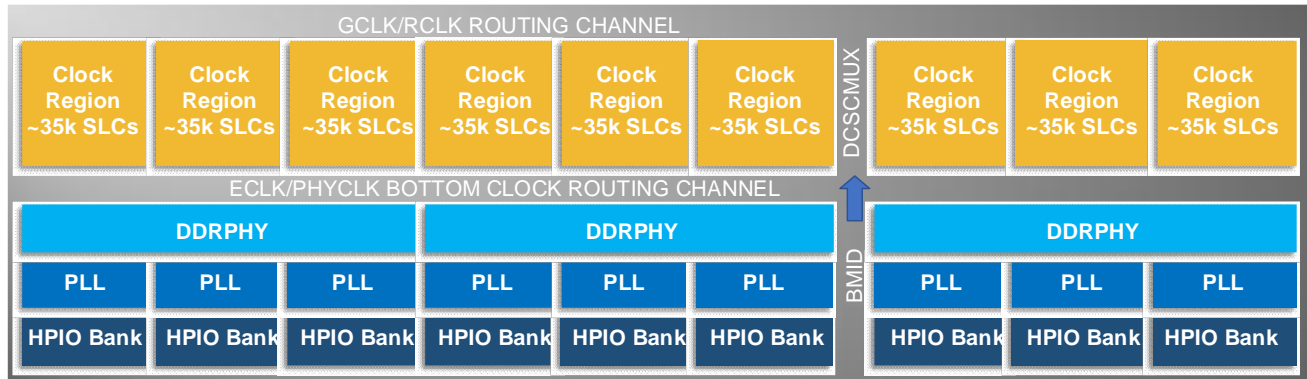 GCLK/RCLK ROUTING CHANNEL
Clock Region ~35k SLCs
Clock Region ~35k SLCs
Clock Region ~35k SLCs
Clock Region ~35k SLCs
Clock Region ~35k SLCs
Clock Region ~35k SLCs
DCSCMUX
Clock Region ~35k SLCs
Clock Region ~35k SLCs
Clock Region ~35k SLCs
ECLK/PHYCLK BOTTOM CLOCK ROUTING CHANNEL
DDRPHY
DDRPHY
DDRPHY
PLL
PLL
PLL
PLL
PLL
PLL
BMID
PLL
PLL
PLL
HPIO Bank
HPIO Bank
HPIO Bank
HPIO Bank
HPIO Bank
HPIO Bank
HPIO Bank
HPIO Bank
HPIO Bank